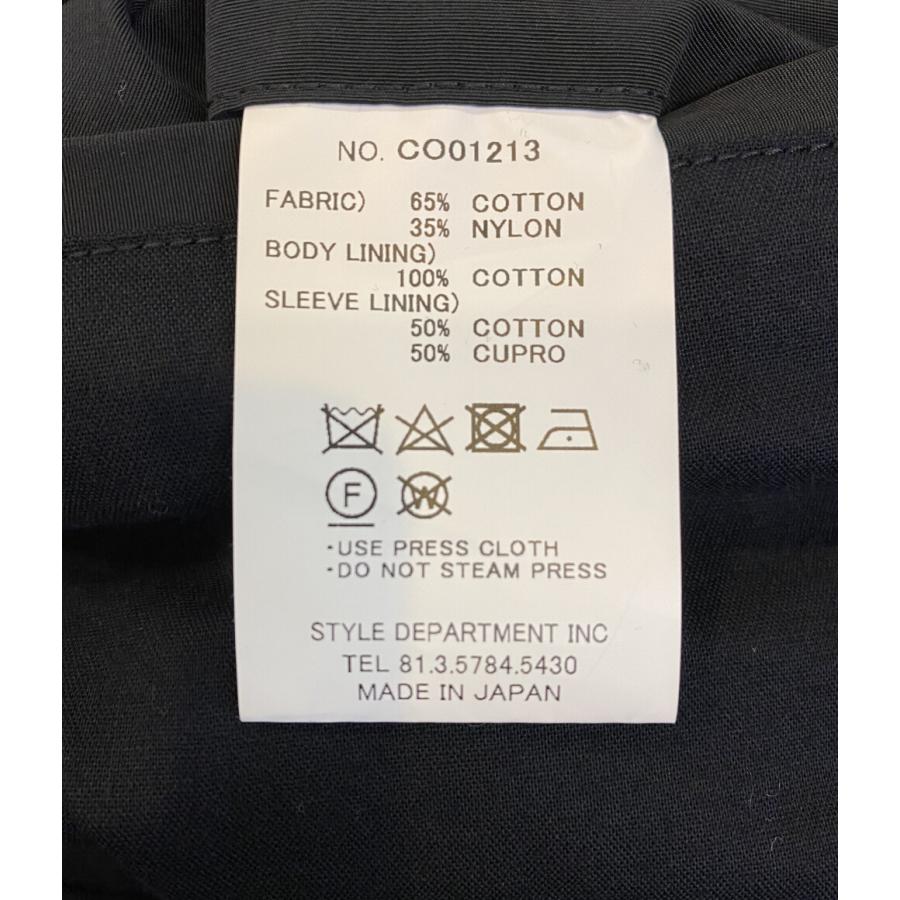 NO. CO01213
FABRIC) 65% COTTON
35% NYLON
BODY LINING)
100% COTTON
SLEEVE LINING)
50% COTTON
50% CUPRO
F W
·USE PRESS CLOTH
·DO NOT STEAM PRESS
STYLE DEPARTMENT INC
TEL 81.3.5784.5430
MADE IN JAPAN